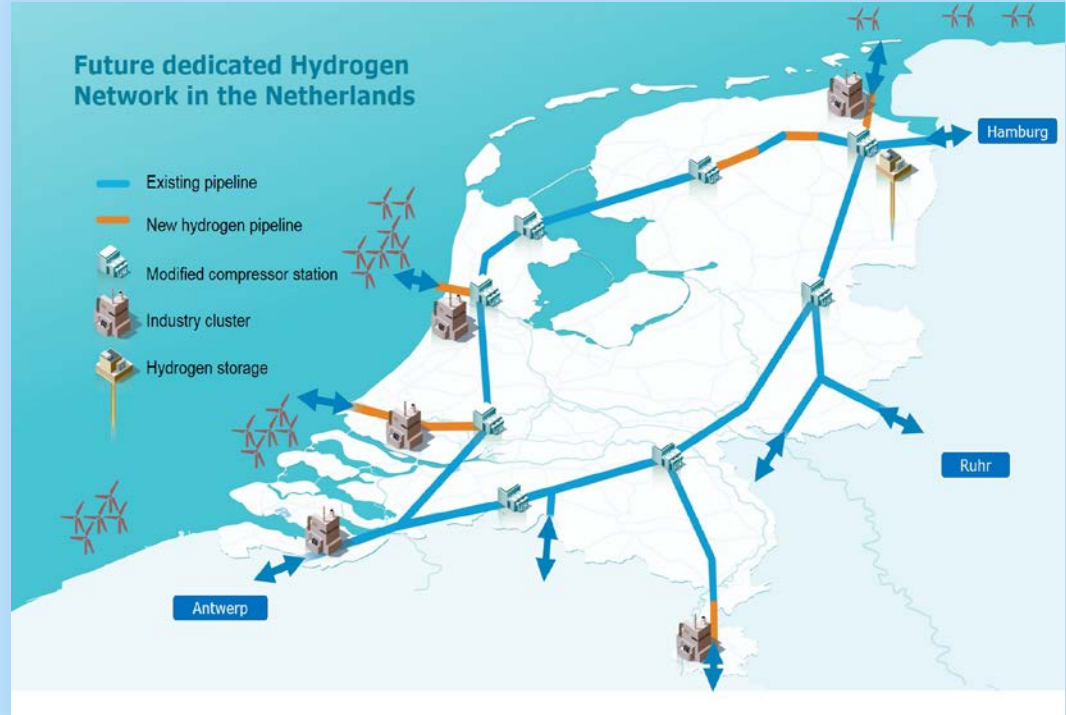 Future dedicated Hydrogen
Network in the Netherlands
Existing pipeline
New hydrogen pipeline
Modified compressor station
Industry cluster
Hydrogen storage
Hamburg
Ruhr
Antwerp